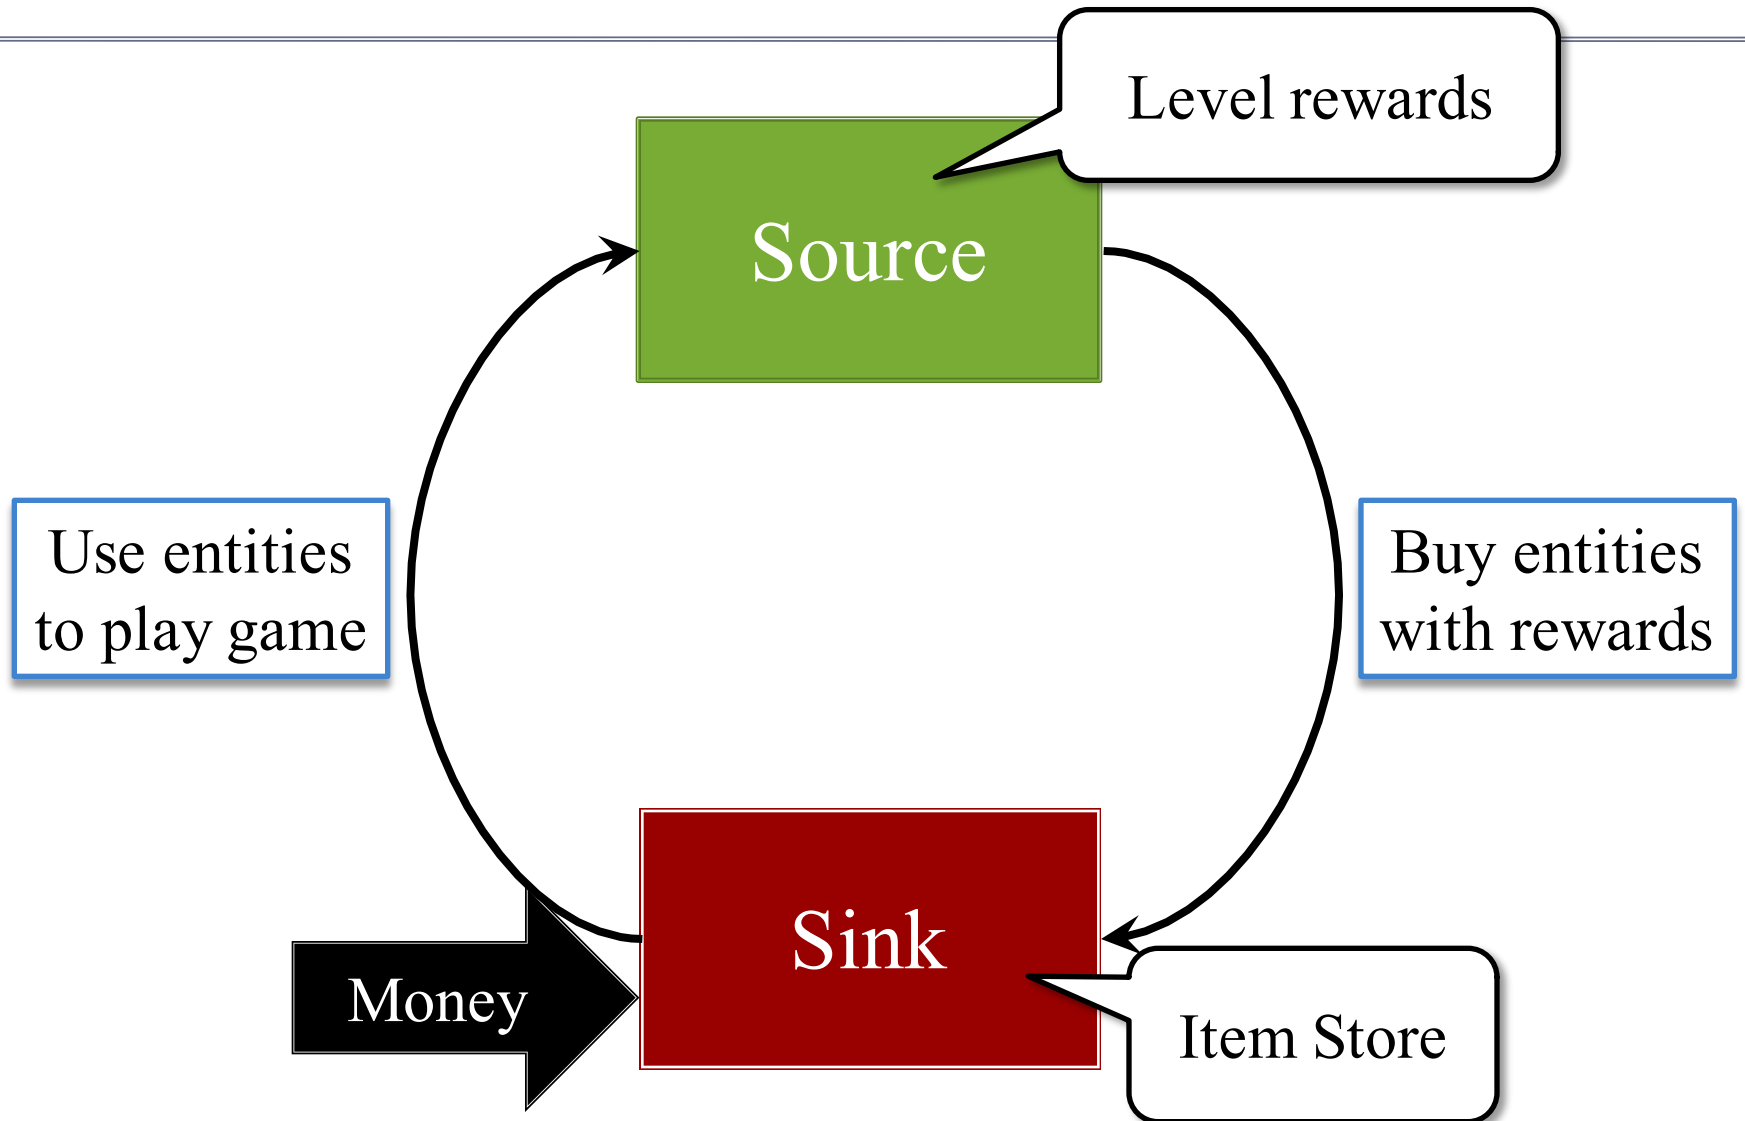 Level rewards
Source
Use entities
to play game
Buy entities
with rewards
Sink
Money
Item Store